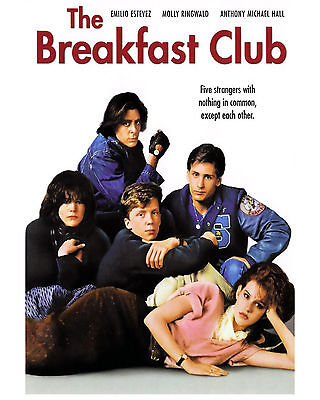 The
EMILIO ESTEVEZ MOLLY RINGWALD ANTHONY MICHAEL HALL
Breakfast Club
Five strangers with
nothing in common,
except each other.
S